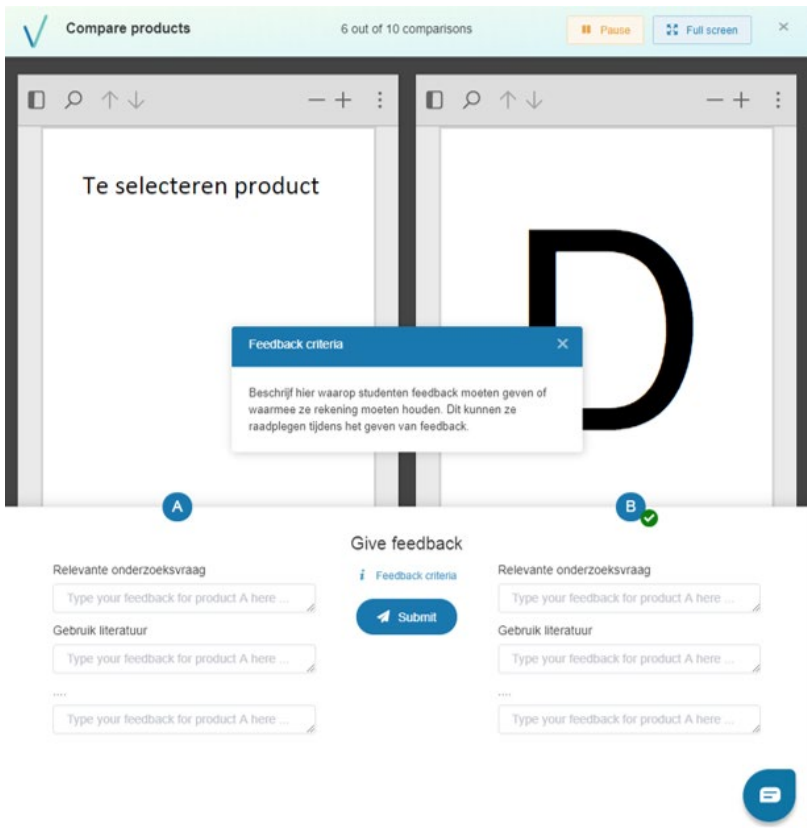 Compare products
6 out of 10 comparisons
Pause
Full screen
Te selecteren product
D
Feedback criteria
Beschrijf hier waarop studenten feedback moeten geven of
waarmee ze rekening moeten houden. Dit kunnen ze
raadplegen tijdens het geven van feedback.
A
B
Give feedback
Relevante onderzoeksvraag
Type your feedback for product A here ...
Gebruik literatuur
Type your feedback for product A here ...
....
Type your feedback for product A here ...
i Feedback criteria
Submit
Relevante onderzoeksvraag
Type your feedback for product A here ...
Gebruik literatuur
Type your feedback for product A here ...
....
Type your feedback for product A here ...